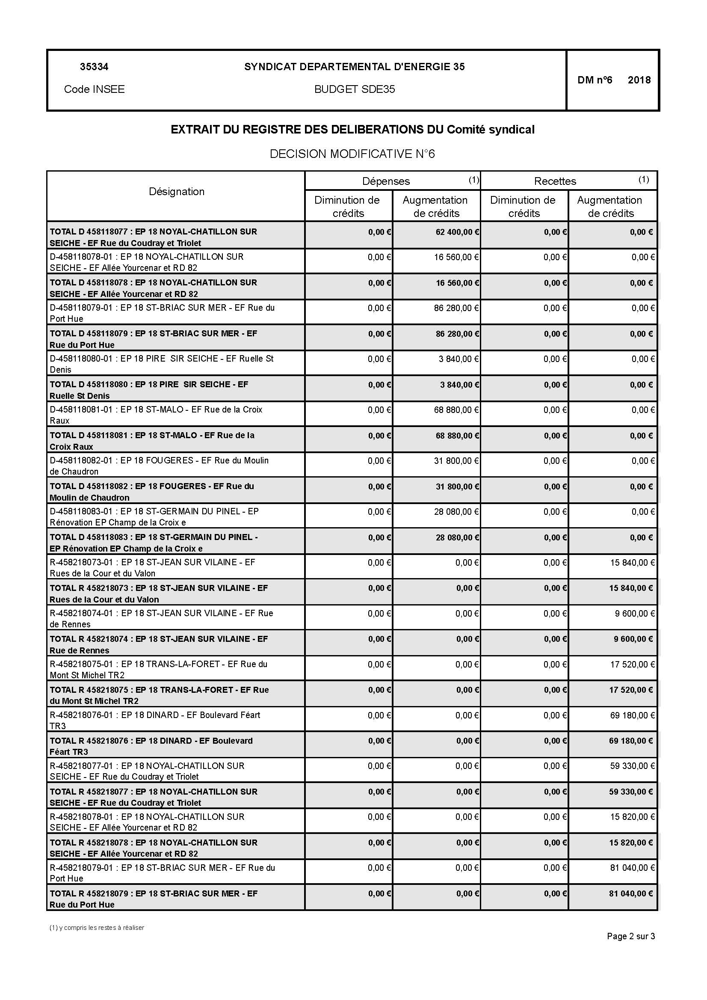 35334 SYNDICAT DEPARTEMENTAL D'ENERGIE 35
DM n°6 2018
Code INSEE BUDGET SDE35
EXTRAIT DU REGISTRE DES DELIBERATIONS DU Comité syndical
DECISION MODIFICATIVE N°6
Désignation Dépenses (1) Recettes (1)
Diminution de Augmentation Diminution de Augmentation
crédits de crédits crédits de crédits
TOTAL D 458118077 : EP 18 NOYAL-CHATILLON SUR 0,00 € 62 400,00 € 0,00 € 0,00 €
SEICHE - EF Rue du Coudray et Triolet
D-458118078-01 : EP 18 NOYAL-CHATILLON SUR 0,00 € 16 560,00 € 0,00 € 0,00 €
SEICHE - EF Allée Yourcenar et RD 82
TOTAL D 458118078 : EP 18 NOYAL-CHATILLON SUR 0,00 € 16 560,00 € 0,00 € 0,00 €
SEICHE - EF Allée Yourcenar et RD 82
D-458118079-01 : EP 18 ST-BRIAC SUR MER - EF Rue du 0,00 € 86 280,00 € 0,00 € 0,00 €
Port Hue
TOTAL D 458118079 : EP 18 ST-BRIAC SUR MER - EF 0,00 € 86 280,00 € 0,00 € 0,00 €
Rue du Port Hue
D-458118080-01 : EP 18 PIRE  SIR SEICHE - EF Ruelle St 0,00 € 3 840,00 € 0,00 € 0,00 €
Denis
TOTAL D 458118080 : EP 18 PIRE  SIR SEICHE - EF 0,00 € 3 840,00 € 0,00 € 0,00 €
Ruelle St Denis
D-458118081-01 : EP 18 ST-MALO - EF Rue de la Croix 0,00 € 68 880,00 € 0,00 € 0,00 €
Raux
TOTAL D 458118081 : EP 18 ST-MALO - EF Rue de la 0,00 € 68 880,00 € 0,00 € 0,00 €
Croix Raux
D-458118082-01 : EP 18 FOUGERES - EF Rue du Moulin 0,00 € 31 800,00 € 0,00 € 0,00 €
de Chaudron
TOTAL D 458118082 : EP 18 FOUGERES - EF Rue du 0,00 € 31 800,00 € 0,00 € 0,00 €
Moulin de Chaudron
D-458118083-01 : EP 18 ST-GERMAIN DU PINEL - EP 0,00 € 28 080,00 € 0,00 € 0,00 €
Rénovation EP Champ de la Croix e
TOTAL D 458118083 : EP 18 ST-GERMAIN DU PINEL - 0,00 € 28 080,00 € 0,00 € 0,00 €
EP Rénovation EP Champ de la Croix e
R-458218073-01 : EP 18 ST-JEAN SUR VILAINE - EF 0,00 € 0,00 € 0,00 € 15 840,00 €
Rues de la Cour et du Valon
TOTAL R 458218073 : EP 18 ST-JEAN SUR VILAINE - EF 0,00 € 0,00 € 0,00 € 15 840,00 €
Rues de la Cour et du Valon
R-458218074-01 : EP 18 ST-JEAN SUR VILAINE - EF Rue 0,00 € 0,00 € 0,00 € 9 600,00 €
de Rennes
TOTAL R 458218074 : EP 18 ST-JEAN SUR VILAINE - EF 0,00 € 0,00 € 0,00 € 9 600,00 €
Rue de Rennes
R-458218075-01 : EP 18 TRANS-LA-FORET - EF Rue du 0,00 € 0,00 € 0,00 € 17 520,00 €
Mont St Michel TR2
TOTAL R 458218075 : EP 18 TRANS-LA-FORET - EF Rue 0,00 € 0,00 € 0,00 € 17 520,00 €
du Mont St Michel TR2
R-458218076-01 : EP 18 DINARD - EF Boulevard Féart 0,00 € 0,00 € 0,00 € 69 180,00 €
TR3
TOTAL R 458218076 : EP 18 DINARD - EF Boulevard 0,00 € 0,00 € 0,00 € 69 180,00 €
Féart TR3
R-458218077-01 : EP 18 NOYAL-CHATILLON SUR 0,00 € 0,00 € 0,00 € 59 330,00 €
SEICHE - EF Rue du Coudray et Triolet
TOTAL R 458218077 : EP 18 NOYAL-CHATILLON SUR 0,00 € 0,00 € 0,00 € 59 330,00 €
SEICHE - EF Rue du Coudray et Triolet
R-458218078-01 : EP 18 NOYAL-CHATILLON SUR 0,00 € 0,00 € 0,00 € 15 820,00 €
SEICHE - EF Allée Yourcenar et RD 82
TOTAL R 458218078 : EP 18 NOYAL-CHATILLON SUR 0,00 € 0,00 € 0,00 € 15 820,00 €
SEICHE - EF Allée Yourcenar et RD 82
R-458218079-01 : EP 18 ST-BRIAC SUR MER - EF Rue du 0,00 € 0,00 € 0,00 € 81 040,00 €
Port Hue
TOTAL R 458218079 : EP 18 ST-BRIAC SUR MER - EF 0,00 € 0,00 € 0,00 € 81 040,00 €
Rue du Port Hue
(1) y compris les restes à réaliser
Page 2 sur 3